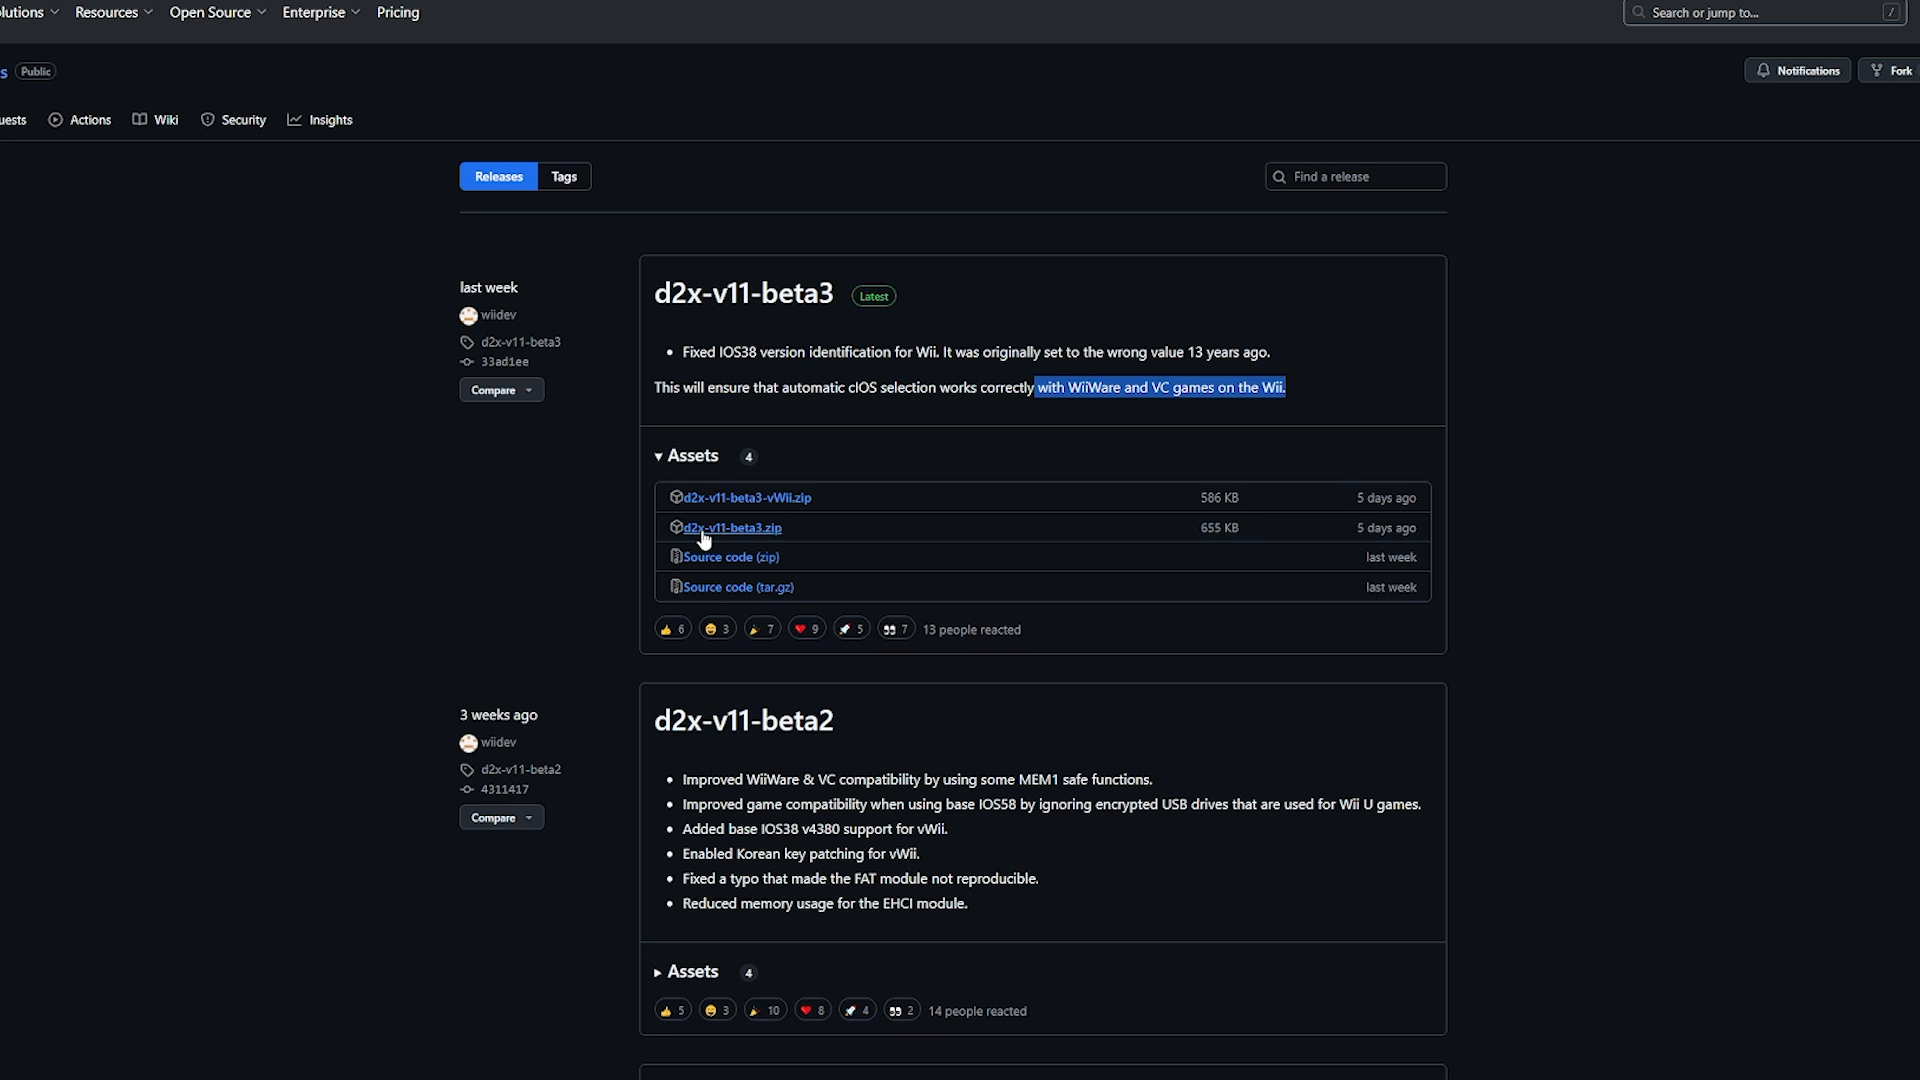 lutions Resources Open Source Enterprise Pricing Search or jump to... /
s Public Notifications Fork
uests Actions Wiki Security Insights
Releases Tags Find a release
last week
wiidev
d2x-v11-beta3
33ad1ee
Compare
d2x-v11-beta3 Latest
Fixed IOS38 version identification for Wii. It was originally set to the wrong value 13 years ago.
This will ensure that automatic cIOS selection works correctly with WiiWare and VC games on the Wii.
Assets 4
d2x-v11-beta3-vWii.zip 586 KB 5 days ago
d2x-v11-beta3.zip 655 KB 5 days ago
Source code (zip) last week
Source code (tar.gz) last week
6 3 7 9 5 7 13 people reacted
3 weeks ago
wiidev
d2x-v11-beta2
4311417
Compare
d2x-v11-beta2
Improved WiiWare & VC compatibility by using some MEM1 safe functions.
Improved game compatibility when using base IOS58 by ignoring encrypted USB drives that are used for Wii U games.
Added base IOS38 v4380 support for vWii.
Enabled Korean key patching for vWii.
Fixed a typo that made the FAT module not reproducible.
Reduced memory usage for the EHCI module.
Assets 4
5 3 10 8 4 2 14 people reacted